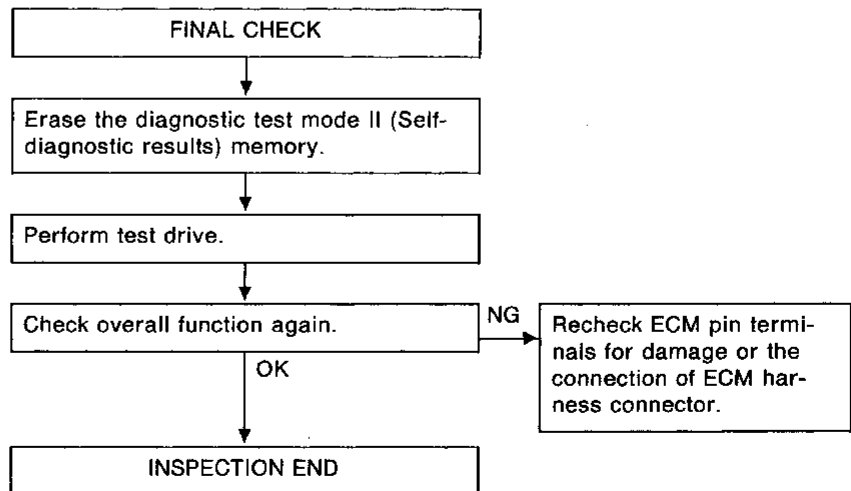 FINAL CHECK
Erase the diagnostic test mode II (Self-
diagnostic results) memory.
Perform test drive.
Check overall function again.
NG
Recheck ECM pin termi-
nals for damage or the
connection of ECM har-
ness connector.
OK
INSPECTION END